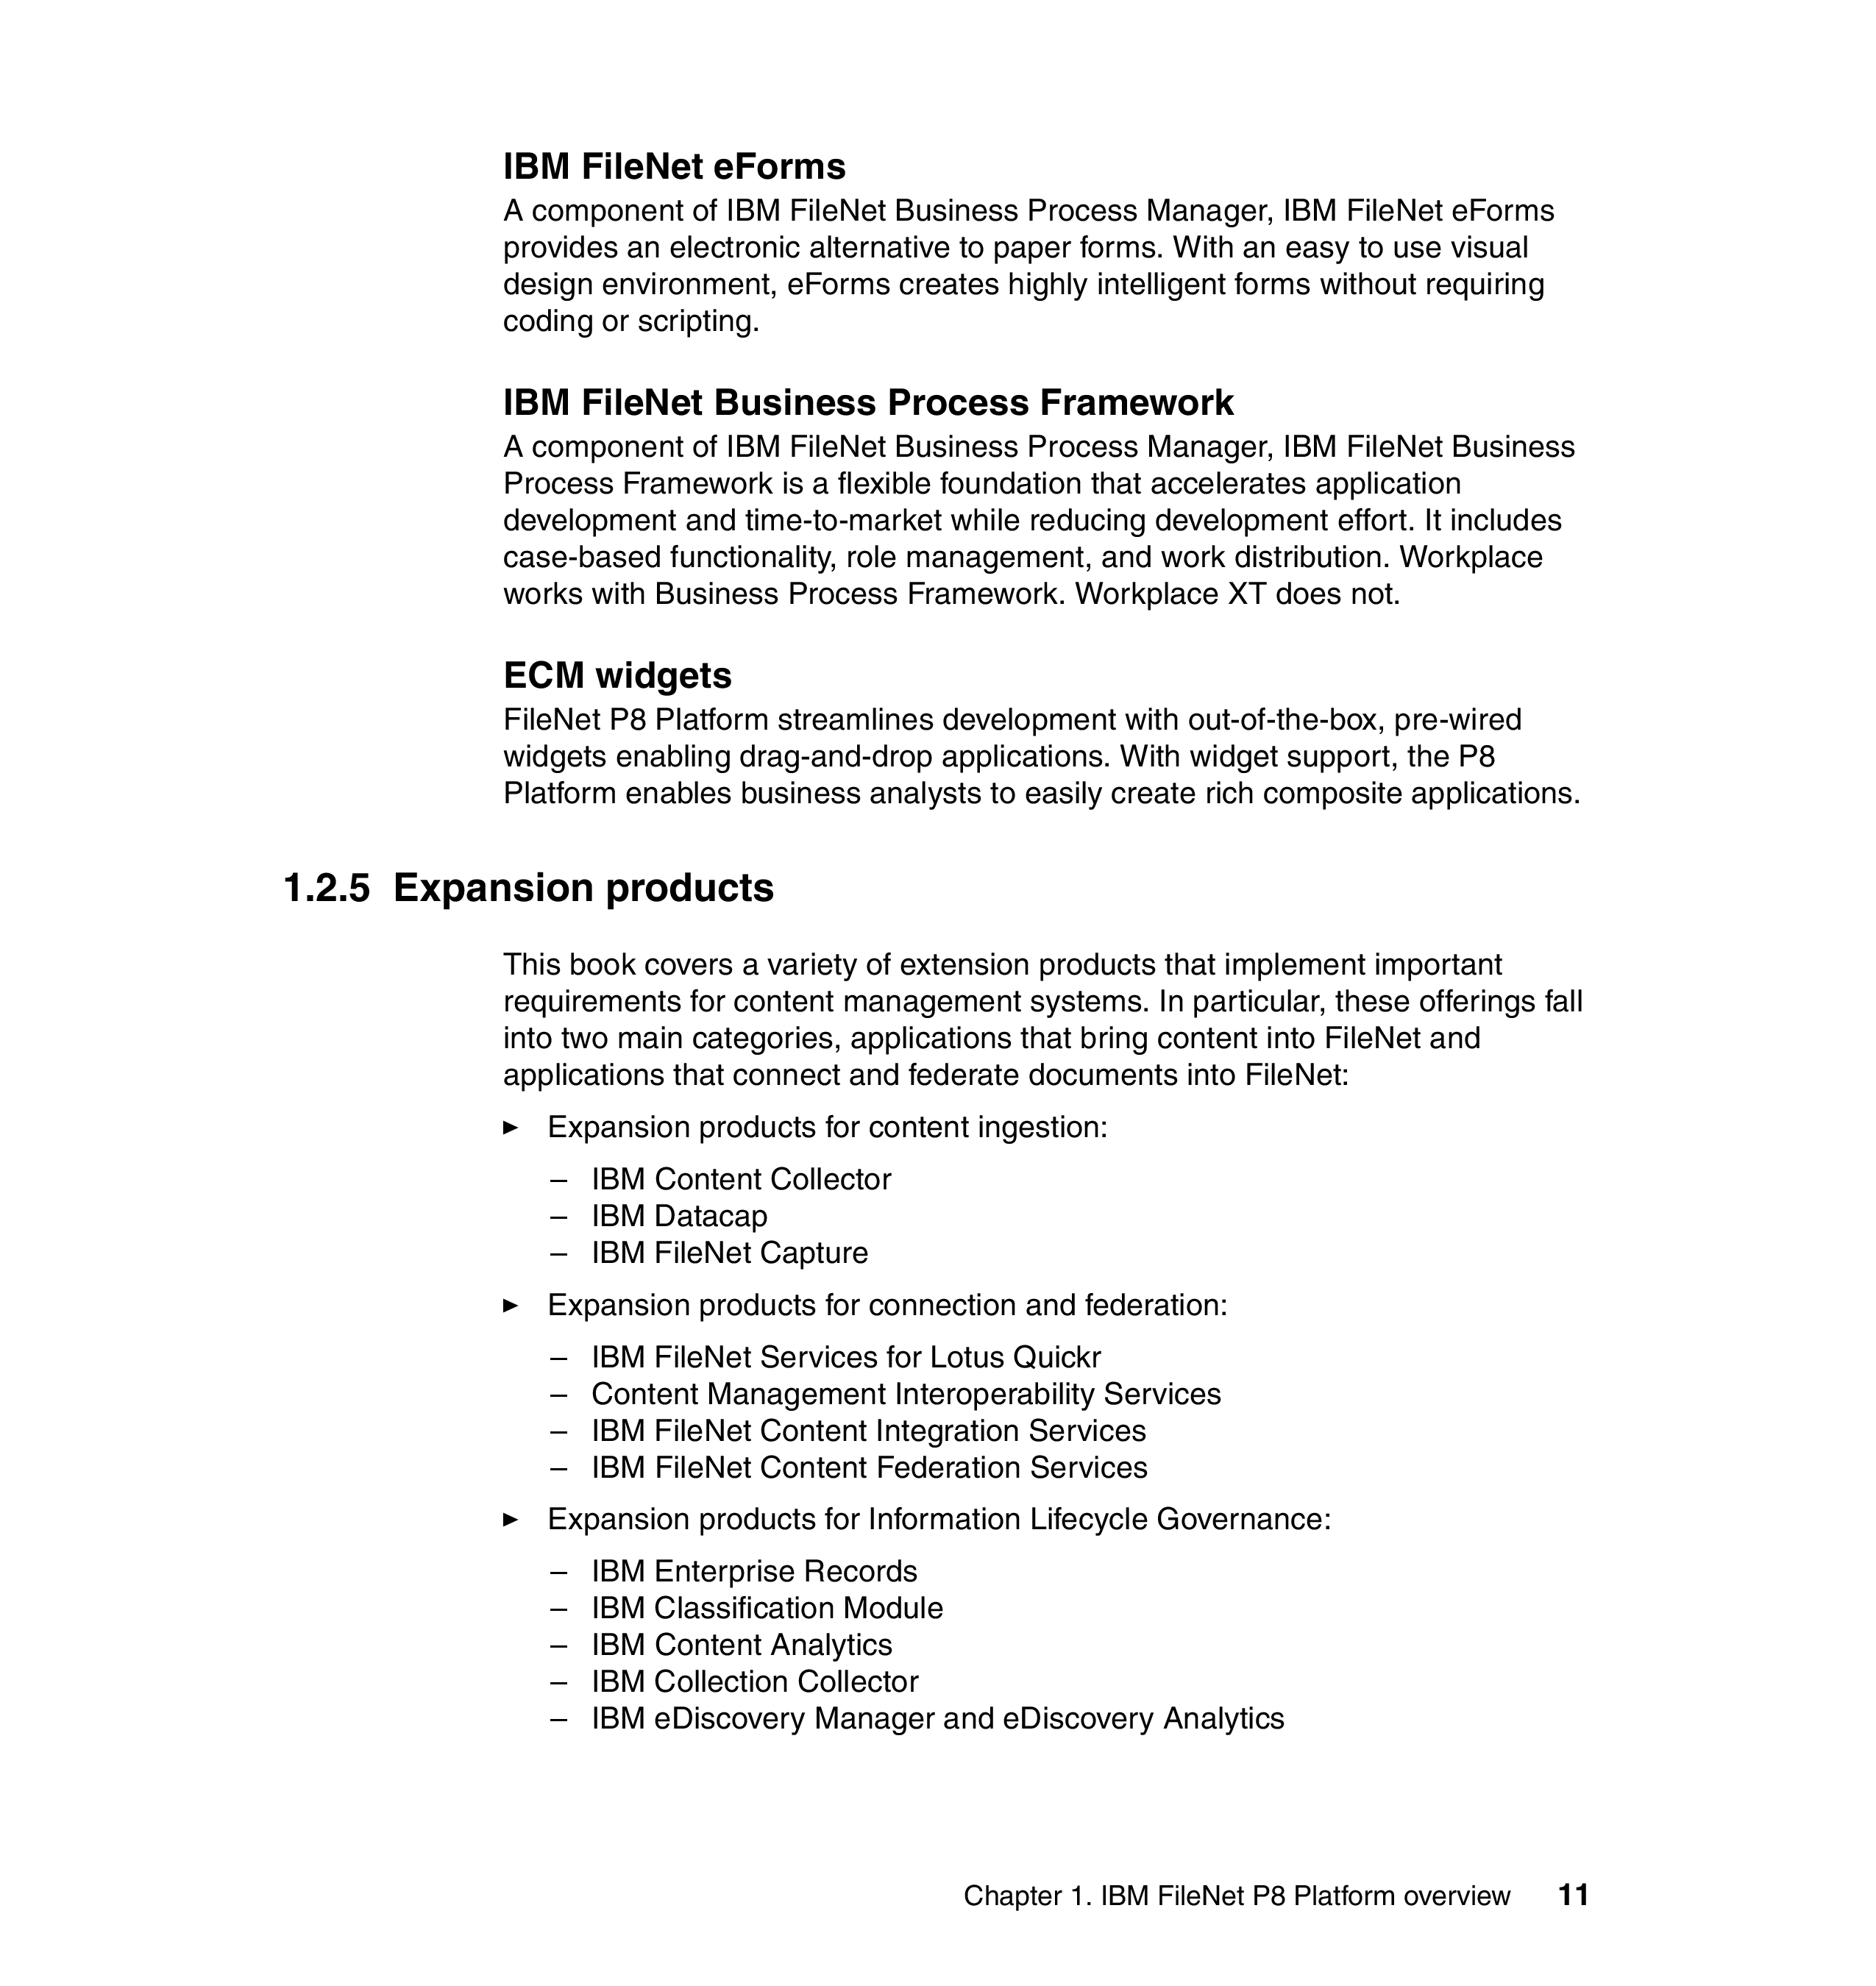 IBM FileNet eForms
A component of IBM FileNet Business Process Manager, IBM FileNet eForms
provides an electronic alternative to paper forms. With an easy to use visual
design environment, eForms creates highly intelligent forms without requiring
coding or scripting.
IBM FileNet Business Process Framework
A component of IBM FileNet Business Process Manager, IBM FileNet Business
Process Framework is a flexible foundation that accelerates application
development and time-to-market while reducing development effort. It includes
case-based functionality, role management, and work distribution. Workplace
works with Business Process Framework. Workplace XT does not.
ECM widgets
FileNet P8 Platform streamlines development with out-of-the-box, pre-wired
widgets enabling drag-and-drop applications. With widget support, the P8
Platform enables business analysts to easily create rich composite applications.
1.2.5 Expansion products
This book covers a variety of extension products that implement important
requirements for content management systems. In particular, these offerings fall
into two main categories, applications that bring content into FileNet and
applications that connect and federate documents into FileNet:
► Expansion products for content ingestion:
– IBM Content Collector
– IBM Datacap
– IBM FileNet Capture
► Expansion products for connection and federation:
– IBM FileNet Services for Lotus Quickr
– Content Management Interoperability Services
– IBM FileNet Content Integration Services
– IBM FileNet Content Federation Services
► Expansion products for Information Lifecycle Governance:
– IBM Enterprise Records
– IBM Classification Module
– IBM Content Analytics
– IBM Collection Collector
– IBM eDiscovery Manager and eDiscovery Analytics
Chapter 1. IBM FileNet P8 Platform overview 11